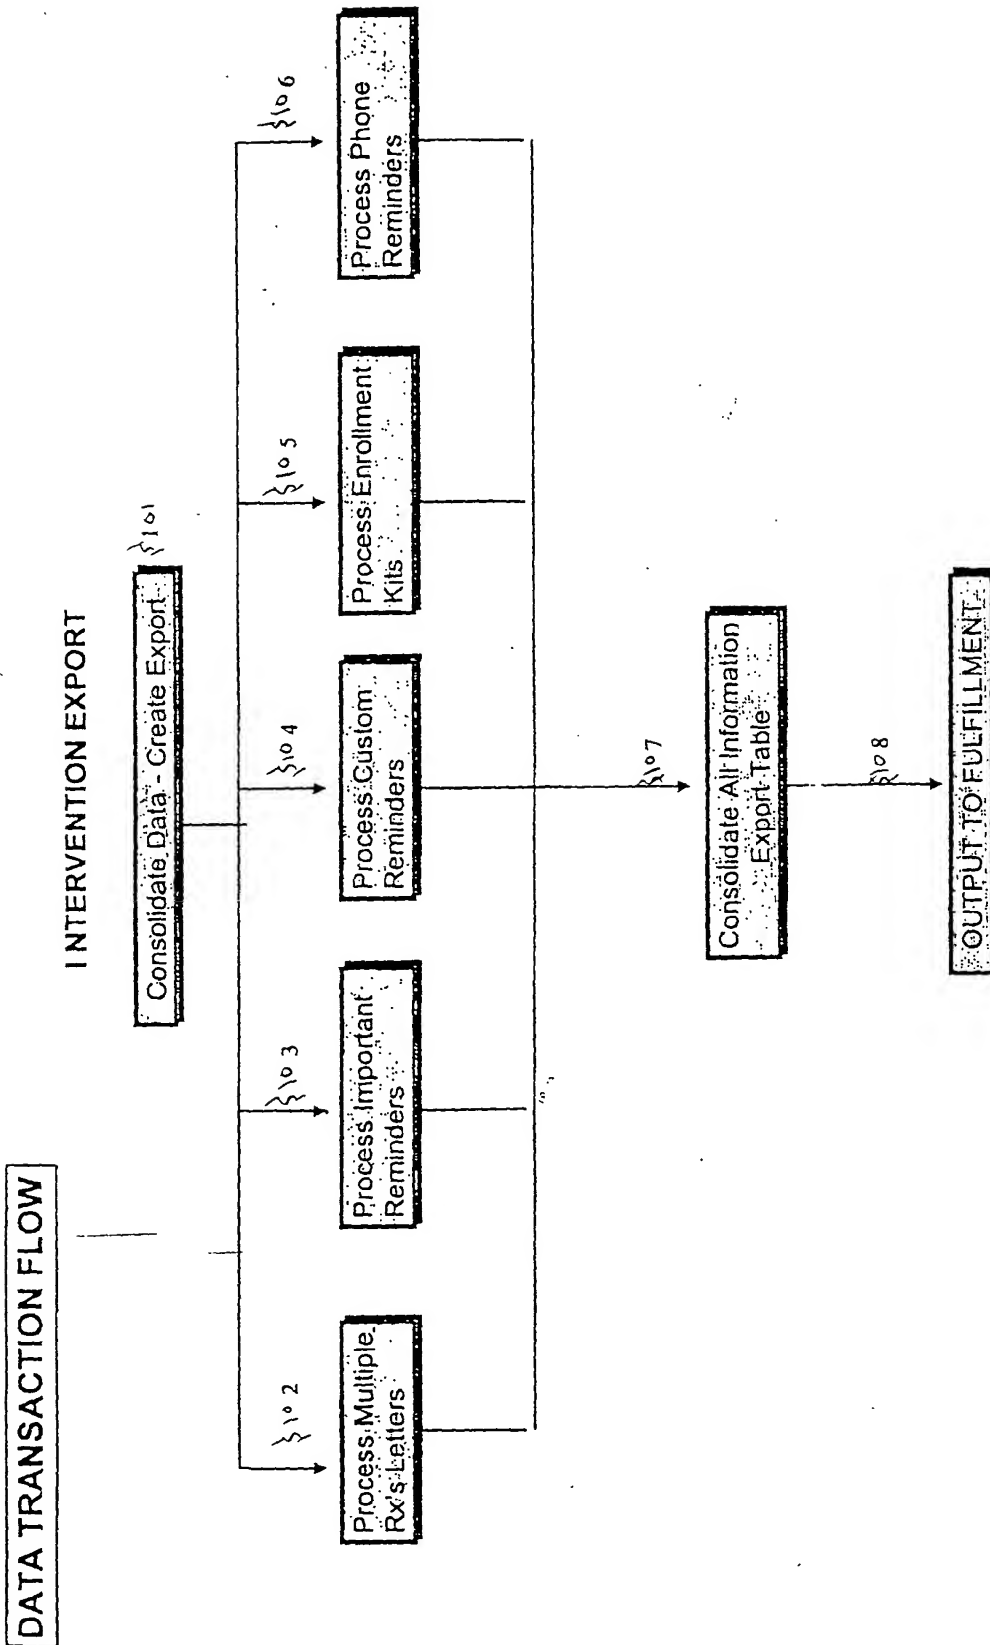 DATA TRANSACTION FLOW
INTERVENTION EXPORT
Consolidate Data - Create Export
101
102
103
104
105
106
Process Multiple
Rx's Letters
Process Important
Reminders
Process Custom
Reminders
Process Enrollment
Kits
Process Phone
Reminders
107
Consolidate All Information
Export Table
108
OUTPUT TO FULFILLMENT